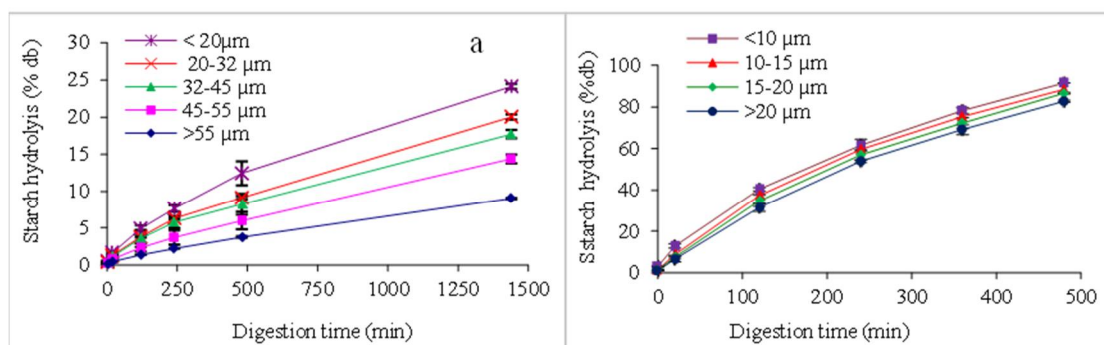 Starch hydrolysis (% db)
a
< 20µm
20-32 µm
32-45 µm
45-55 µm
>55 µm
30
25
20
15
10
5
0
0 250 500 750 1000 1250 1500
Digestion time (min)
Sstarch hydrolyis (%db)
<10 µm
10-15 µm
15-20 µm
>20 µm
100
80
60
40
20
0
0 100 200 300 400 500
Digestion time (min)